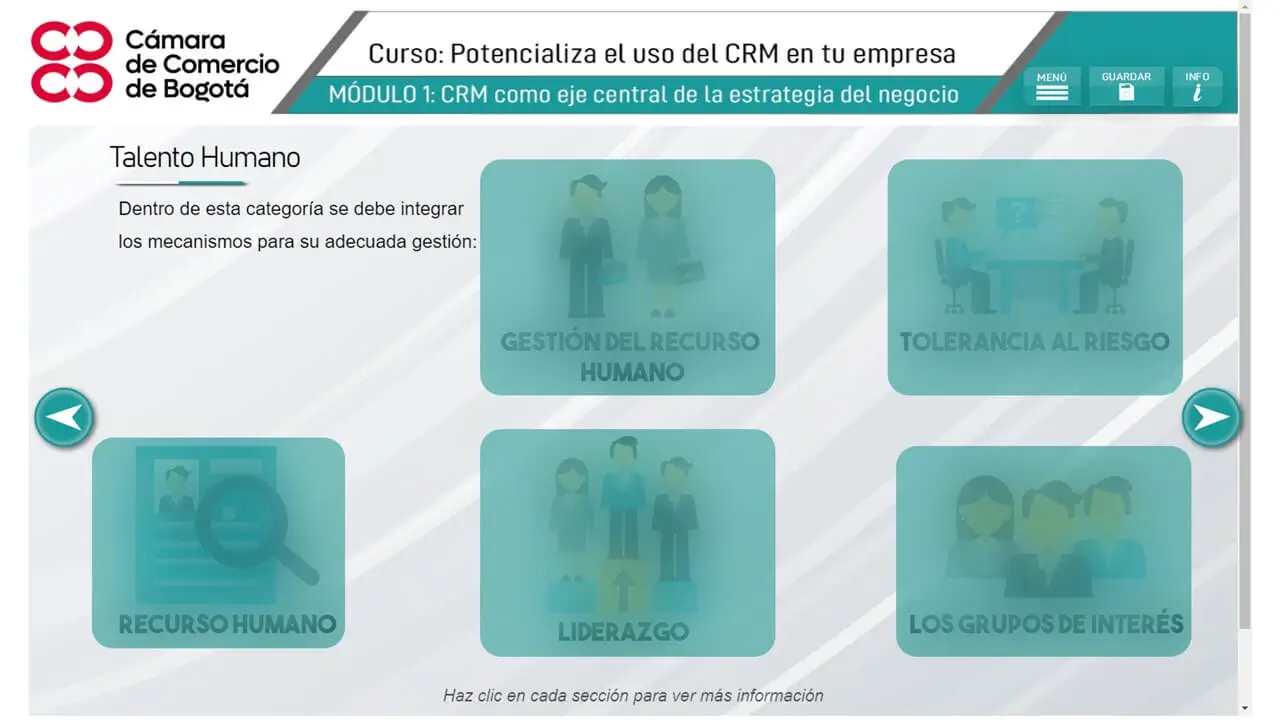 Cámara
de Comercio
de Bogotá
Curso: Potencializa el uso del CRM en tu empresa
MÓDULO 1: CRM como eje central de la estrategia del negocio
MENÚ
GUARDAR
INFO
i
Talento Humano
Dentro de esta categoría se debe integrar
los mecanismos para su adecuada gestión:
GESTIÓN DEL RECURSO
HUMANO
?
TOLERANCIA AL RIESGO
RECURSO HUMANO
LIDERAZGO
LOS GRUPOS DE INTERÉS
Haz clic en cada sección para ver más información